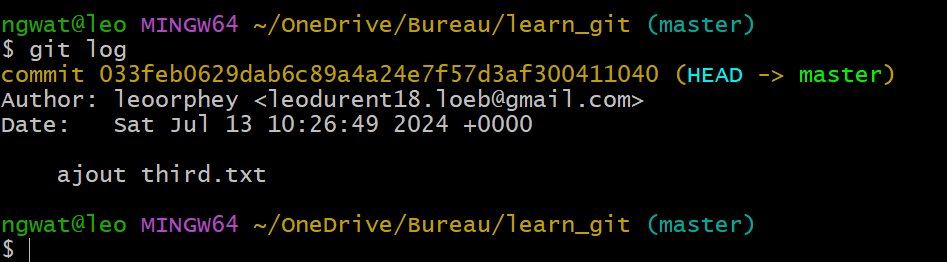 ngwat@leo MINGW64 ~/OneDrive/Bureau/learn_git (master)
$ git log
commit 033feb0629dab6c89a4a24e7f57d3af300411040 (HEAD -> master)
Author: leoorphey <leodurent18.loeb@gmail.com>
Date:   Sat Jul 13 10:26:49 2024 +0000
    ajout third.txt
ngwat@leo MINGW64 ~/OneDrive/Bureau/learn_git (master)
$